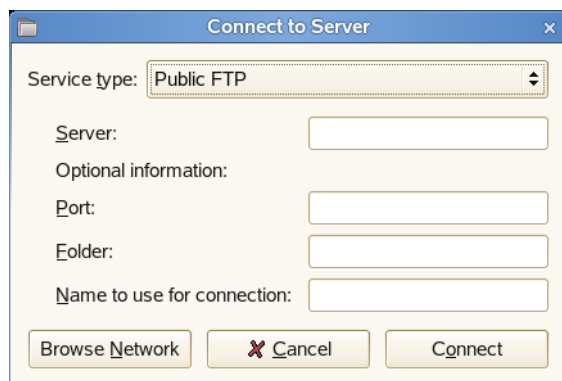 Connect to Server
Service type: Public FTP
Server:
Optional information:
Port:
Folder:
Name to use for connection:
Browse Network Cancel Connect